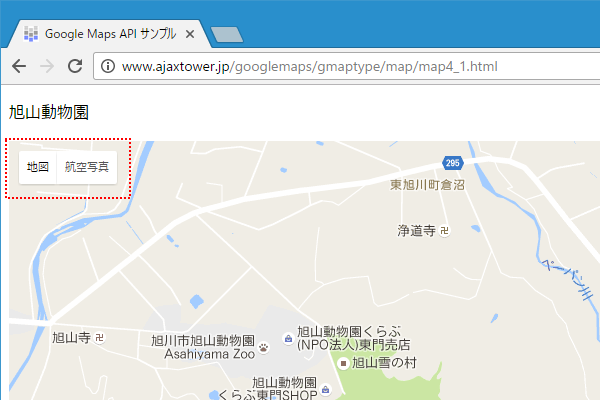 Google Maps API サンプル
www.ajaxtower.jp/googlemaps/gmaptype/map/map4_1.html
旭山動物園
地図 航空写真
295
東旭川町倉沼
浄道寺
ペーパン川
旭山寺
旭川市旭山動物園
Asahiyama Zoo
旭山動物園くらぶ
(NPO法人)東門売店
旭山雪の村
旭山動物園
くらぶ東門SHOP